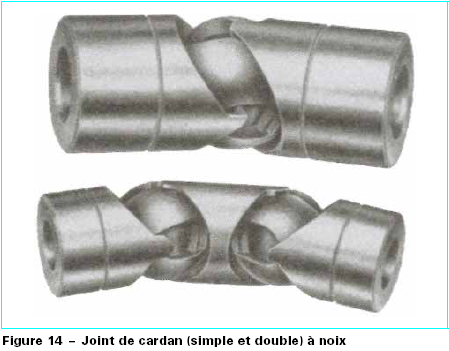 Figure 14 – Joint de cardan (simple et double) à noix